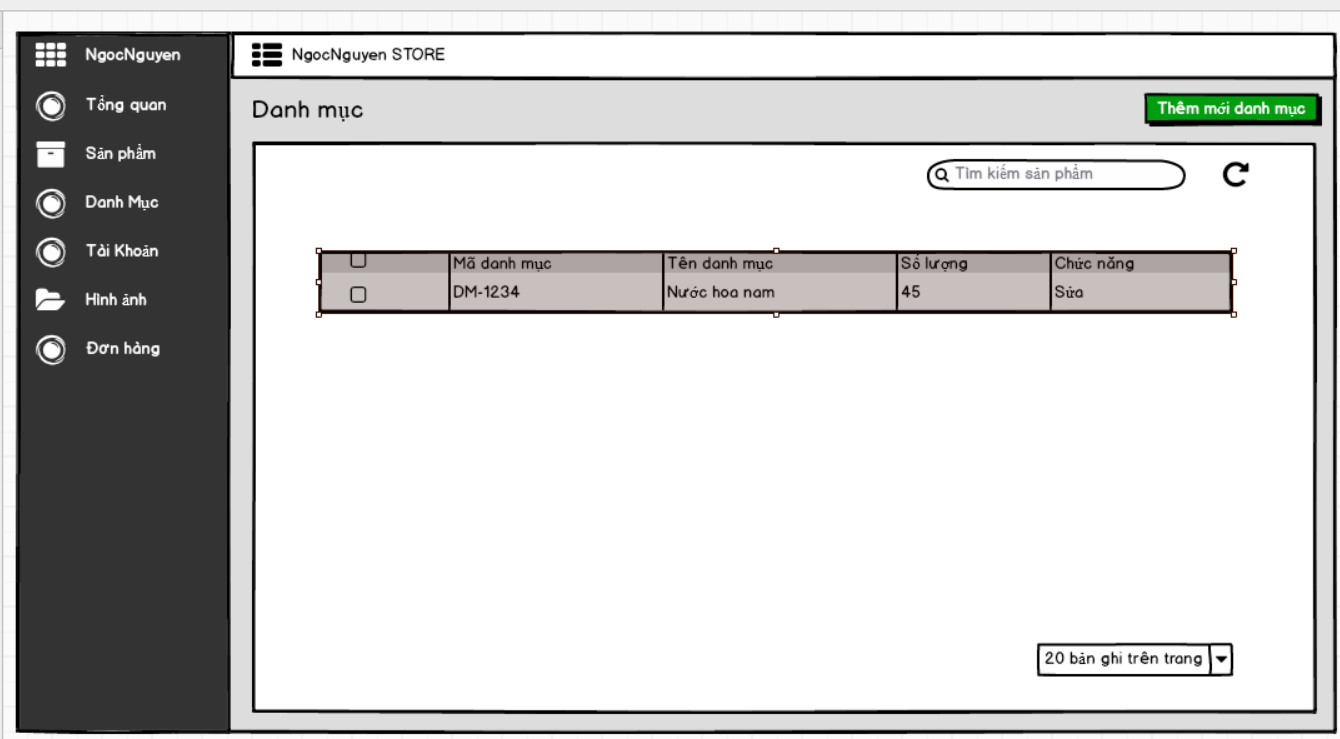 NgocNguyen
NgocNguyen STORE
Tổng quan
Sản phẩm
Danh Mục
Tài Khoản
Hình ảnh
Đơn hàng
Danh mục
Thêm mới danh mục
Tìm kiếm sản phẩm
Mã danh mục Tên danh mục Số lượng Chức năng
DM-1234 Nước hoa nam 45 Sửa
20 bản ghi trên trang